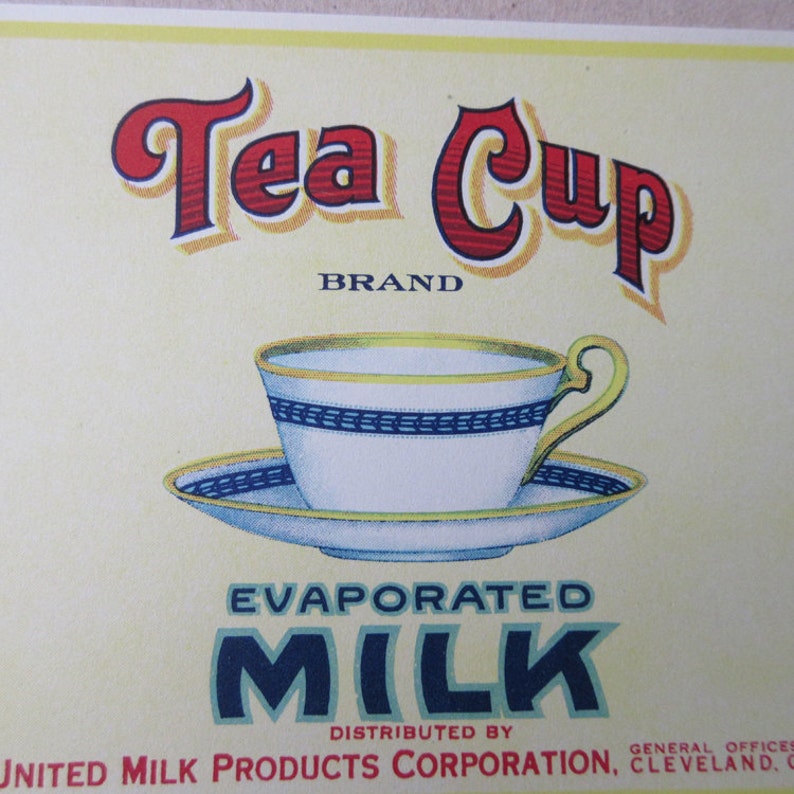 Tea Cup
BRAND
EVAPORATED
MILK
DISTRIBUTED BY
UNITED MILK PRODUCTS CORPORATION, GENERAL OFFICES
CLEVELAND,